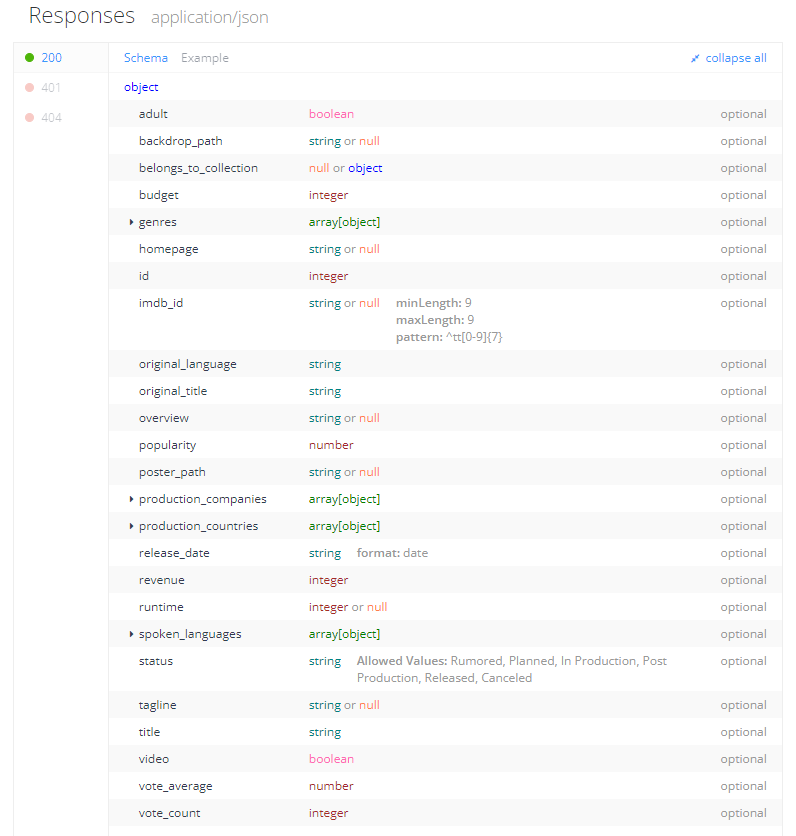 Responses application/json
200 Schema Example collapse all
401 object
adult boolean optional
404 backdrop_path string or null optional
belongs_to_collection null or object optional
budget integer optional
genres array[object] optional
homepage string or null optional
id integer optional
imdb_id string or null minLength: 9 optional
maxLength: 9
pattern: ^tt[0-9]{7}
original_language string optional
original_title string optional
overview string or null optional
popularity number optional
poster_path string or null optional
production_companies array[object] optional
production_countries array[object] optional
release_date string format: date optional
revenue integer optional
runtime integer or null optional
spoken_languages array[object] optional
status string Allowed Values: Rumored, Planned, In Production, Post optional
Production, Released, Canceled
tagline string or null optional
title string optional
video boolean optional
vote_average number optional
vote_count integer optional